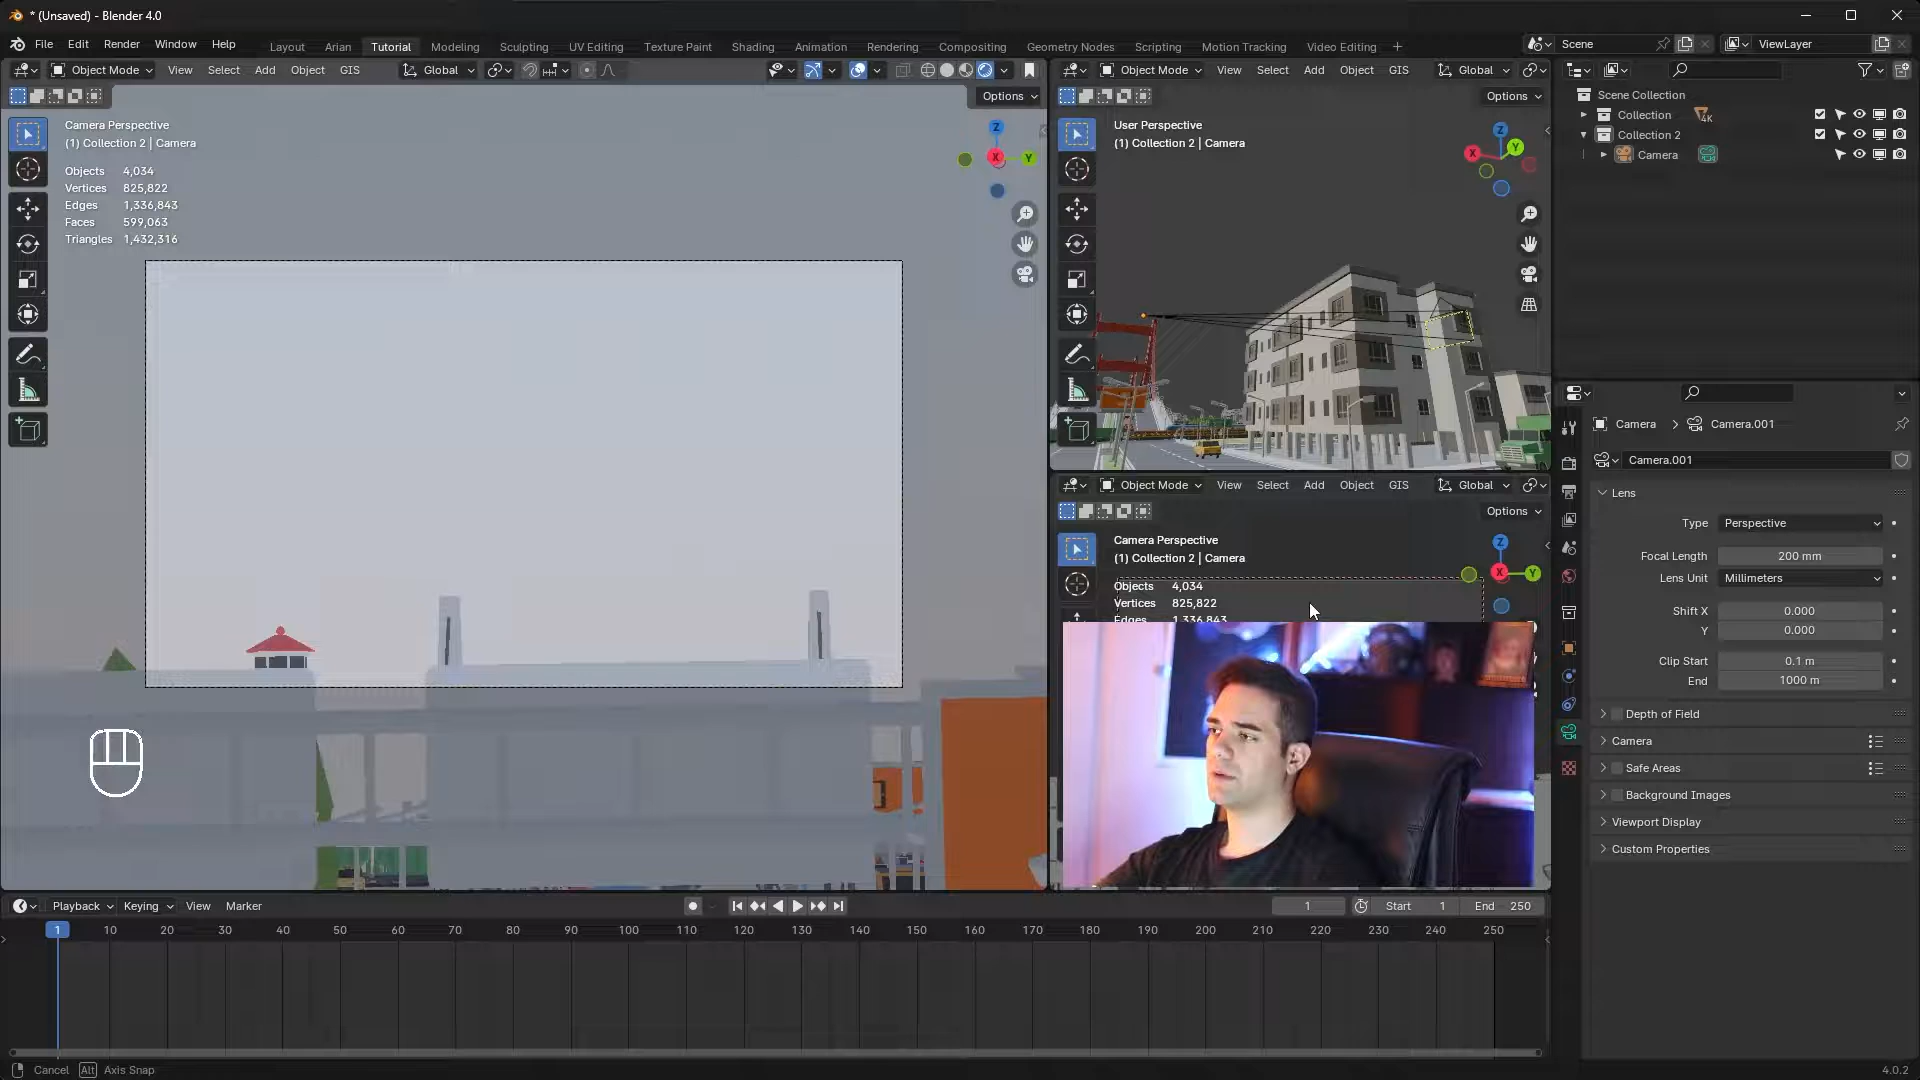 * (Unsaved) - Blender 4.0
File Edit Render Window Help
Layout Arian Tutorial Modeling Sculpting UV Editing Texture Paint Shading Animation Rendering Compositing Geometry Nodes Scripting Motion Tracking Video Editing +
Scene
ViewLayer
Object Mode View Select Add Object GIS Global
Options
Camera Perspective
(1) Collection 2 | Camera
Objects 4,034
Vertices 825,822
Edges 1,336,843
Faces 599,063
Triangles 1,432,316
Z
X
Y
Object Mode View Select Add Object GIS Global
Options
User Perspective
(1) Collection 2 | Camera
Z
Y
X
Object Mode View Select Add Object GIS Global
Options
Camera Perspective
(1) Collection 2 | Camera
Objects 4,034
Vertices 825,822
Edges 1,336,843
Z
X
Y
Scene Collection
Collection 4K
Collection 2
Camera
Camera > Camera.001
Camera.001
Lens
Type Perspective
Focal Length 200 mm
Lens Unit Millimeters
Shift X 0.000
Y 0.000
Clip Start 0.1 m
End 1000 m
Depth of Field
Camera
Safe Areas
Background Images
Viewport Display
Custom Properties
Playback Keying View Marker
1 Start 1 End 250
1 10 20 30 40 50 60 70 80 90 100 110 120 130 140 150 160 170 180 190 200 210 220 230 240 250
Cancel Alt Axis Snap
4.0.2